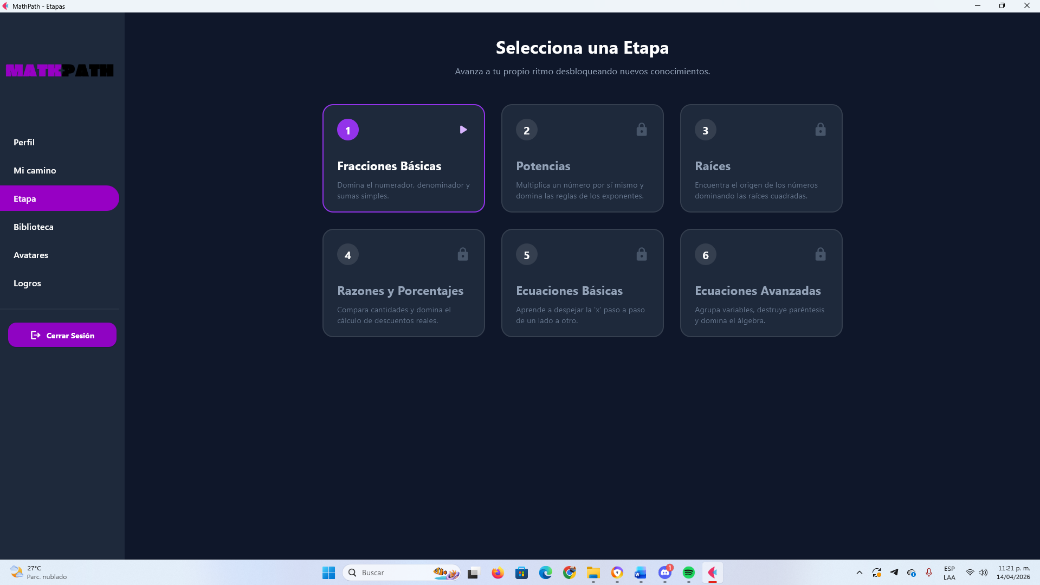 MathPath - Etapas
MATHPATH
Perfil
Mi camino
Etapa
Biblioteca
Avatares
Logros
Cerrar Sesión
Selecciona una Etapa
Avanza a tu propio ritmo desbloqueando nuevos conocimientos.
1
Fracciones Básicas
Domina el numerador, denominador y
sumas simples.
2
Potencias
Multiplica un número por sí mismo y
domina las reglas de los exponentes.
3
Raíces
Encuentra el origen de los números
dominando las raíces cuadradas.
4
Razones y Porcentajes
Compara cantidades y domina el
cálculo de descuentos reales.
5
Ecuaciones Básicas
Aprende a despejar la 'x' paso a paso
de un lado a otro.
6
Ecuaciones Avanzadas
Agrupa variables, destruye paréntesis
y domina el álgebra.
27°C
Parc. nublado
Buscar
ESP
LAA
11:21 p. m.
14/04/2026